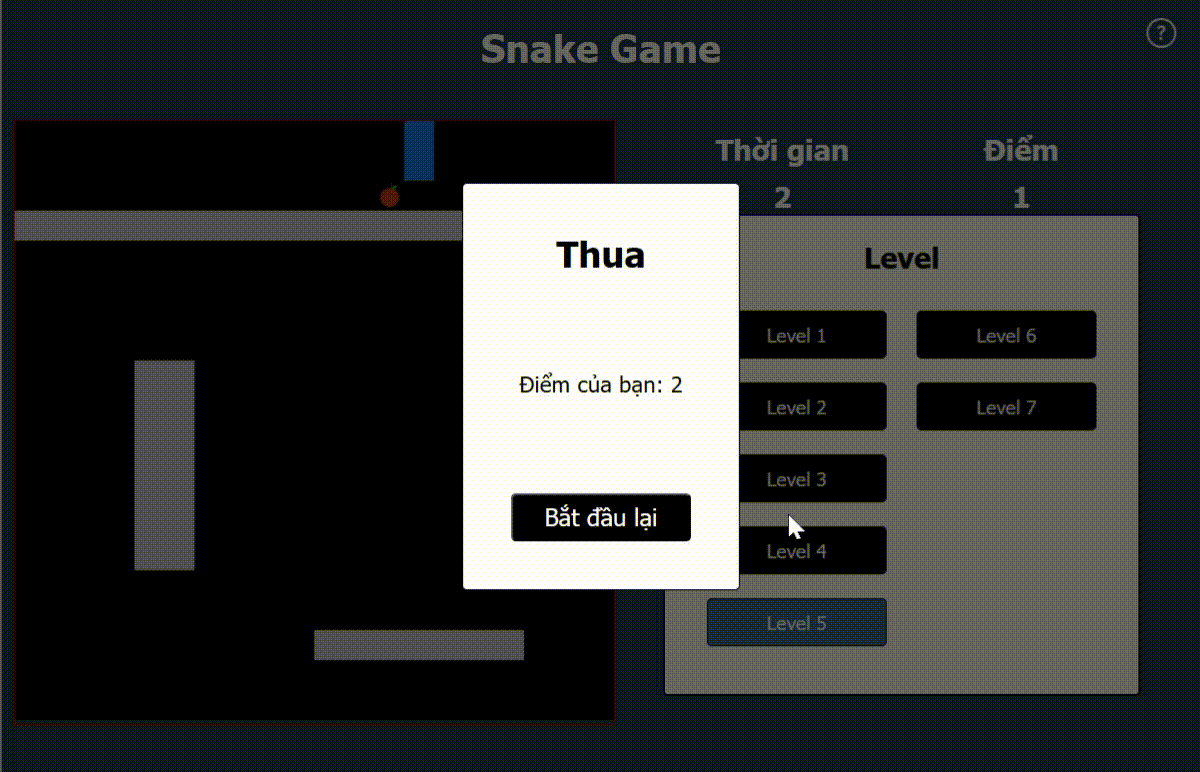 Snake Game
?
Thời gian
Điểm
2
1
Thua
Điểm của bạn: 2
Bắt đầu lại
Level
Level 1
Level 6
Level 2
Level 7
Level 3
Level 4
Level 5